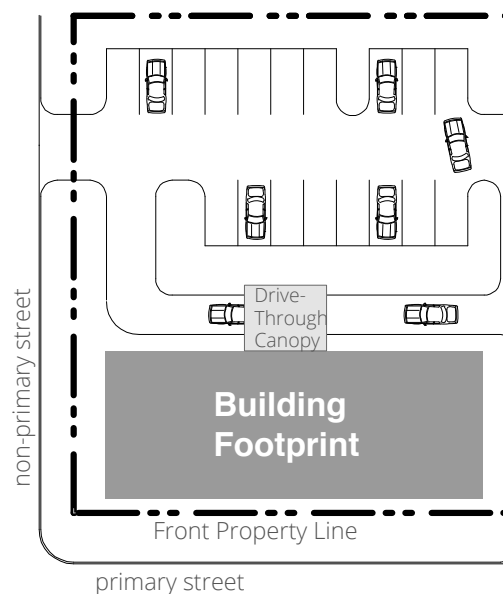 Drive-
Through
Canopy
Building
Footprint
non-primary street
Front Property Line
primary street